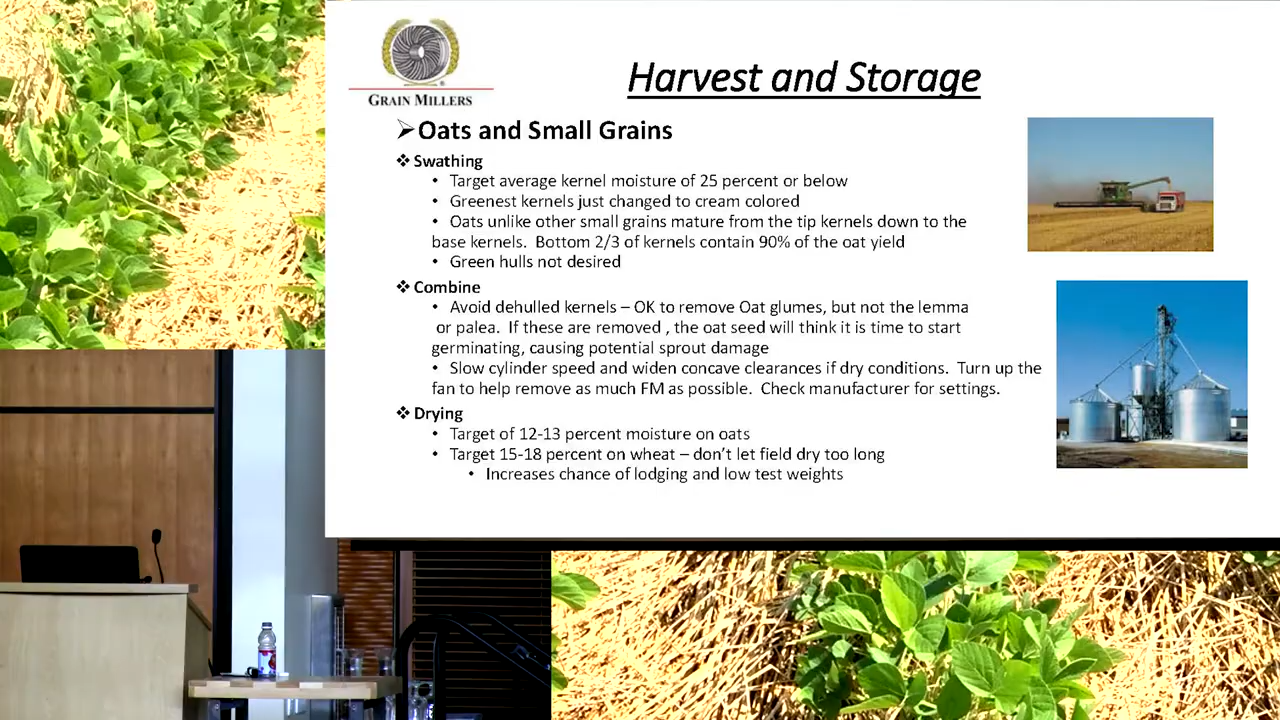 GRAIN MILLERS
Harvest and Storage
➢Oats and Small Grains
❖Swathing
• Target average kernel moisture of 25 percent or below
• Greenest kernels just changed to cream colored
• Oats unlike other small grains mature from the tip kernels down to the
base kernels. Bottom 2/3 of kernels contain 90% of the oat yield
• Green hulls not desired
❖Combine
• Avoid dehulled kernels – OK to remove Oat glumes, but not the lemma
or palea. If these are removed , the oat seed will think it is time to start
germinating, causing potential sprout damage
• Slow cylinder speed and widen concave clearances if dry conditions. Turn up the
fan to help remove as much FM as possible. Check manufacturer for settings.
❖Drying
• Target of 12-13 percent moisture on oats
• Target 15-18 percent on wheat – don't let field dry too long
• Increases chance of lodging and low test weights